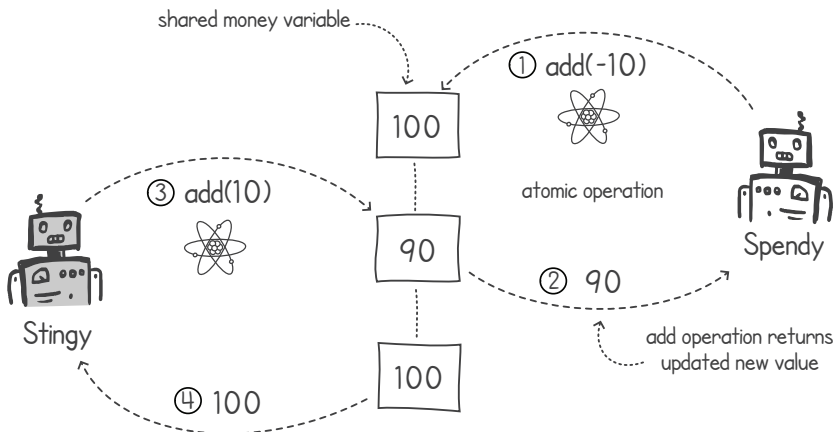 shared money variable
① add(-10)
100
atomic operation
Spendy
③ add(10)
90
② 90
Stingy
add operation returns
updated new value
100
④ 100